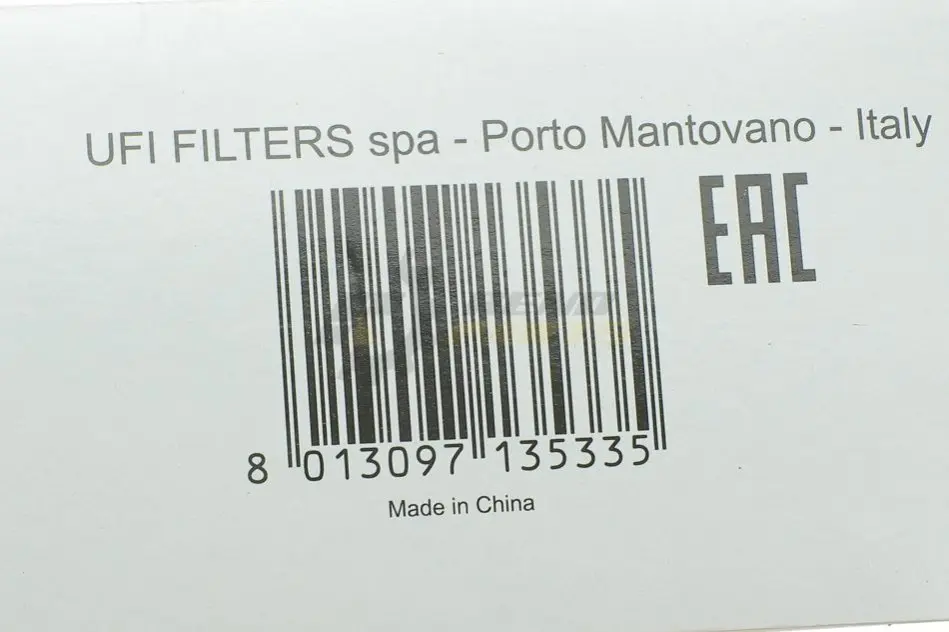 UFI FILTERS spa - Porto Mantovano - Italy
EAC
8 013097 135335
Made in China